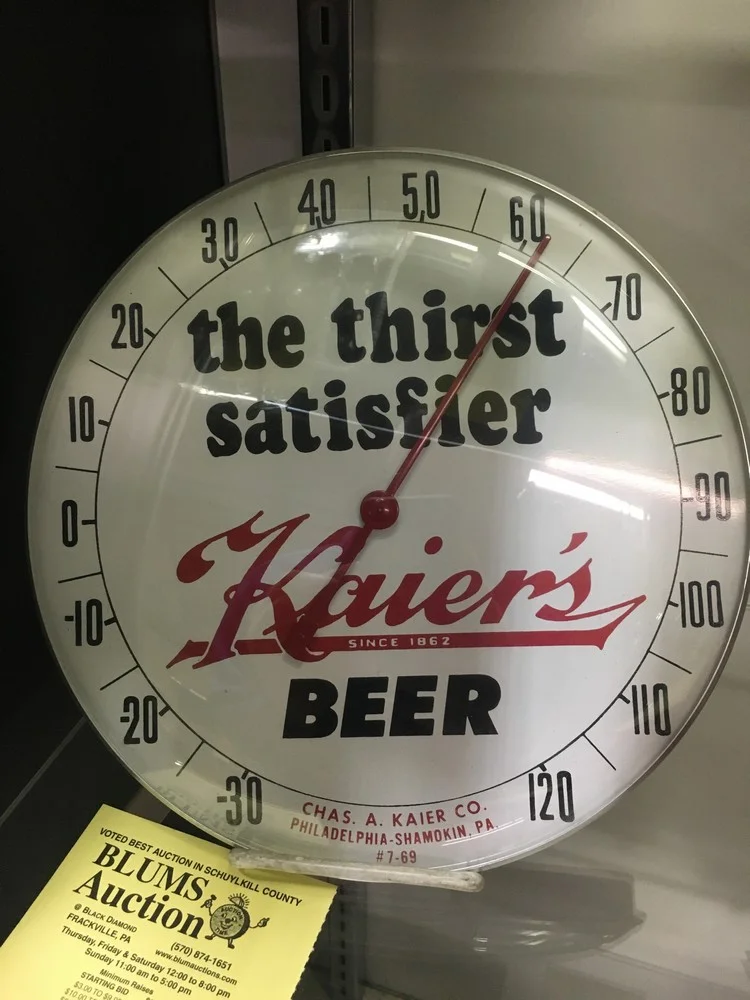 -30
-20
-10
0
10
20
30
40
50
60
70
80
90
100
110
120
the thirst
satisfier
Kaier's
SINCE 1862
BEER
CHAS. A. KAIER CO.
PHILADELPHIA-SHAMOKIN, PA.
#7-69
VOTED BEST AUCTION IN SCHUYLKILL COUNTY
BLUMS
Auction
@ BLACK DIAMOND
FRACKVILLE, PA
(570) 874-1651
www.blumauctions.com
Thursday, Friday & Saturday 12:00 to 8:00 pm
Sunday 11:00 am to 5:00 pm
Minimum Raises
STARTING BID